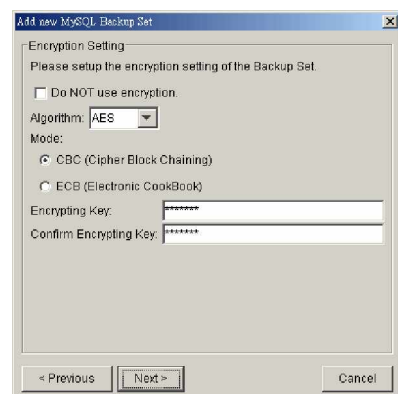 Add new MySQL Backup Set
Encryption Setting
Please setup the encryption setting of the Backup Set.
Do NOT use encryption.
Algorithm: AES
Mode:
CBC (Cipher Block Chaining)
ECB (Electronic CookBook)
Encrypting Key: *******
Confirm Encrypting Key: *******
< Previous Next > Cancel